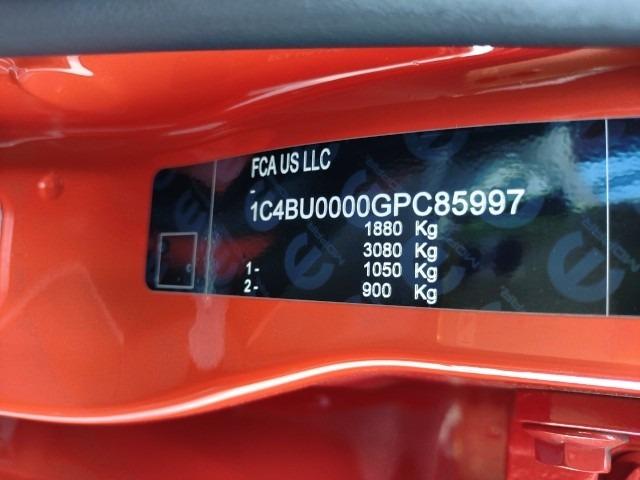 FCA US LLC
-
1C4BU0000GPC85997
1880 Kg
3080 Kg
1- 1050 Kg
2- 900 Kg